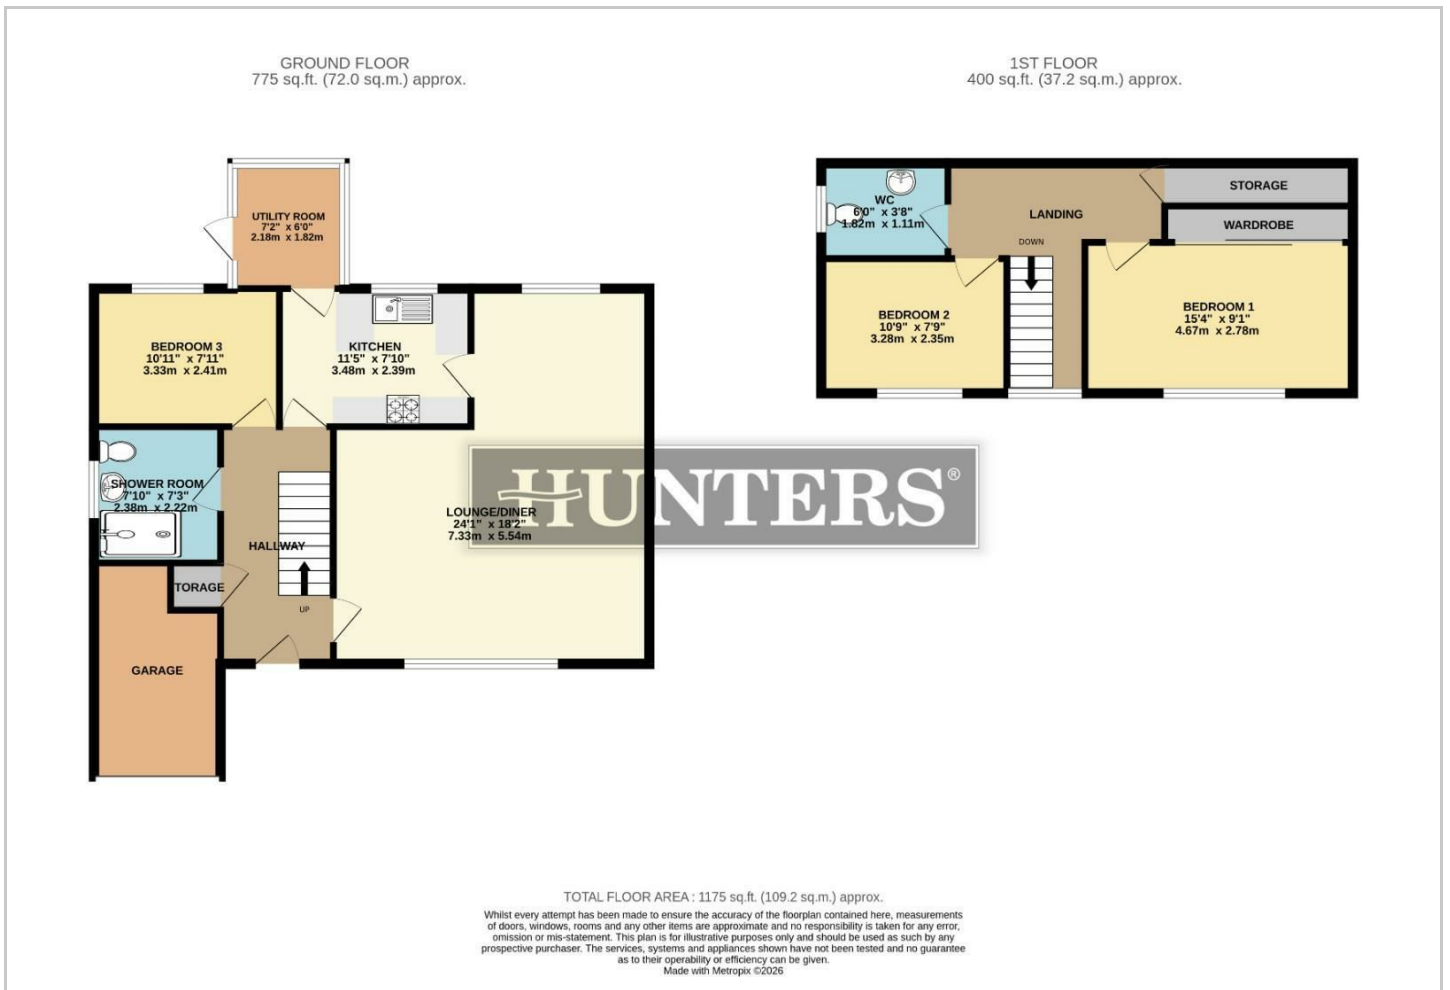 GROUND FLOOR
775 sq.ft. (72.0 sq.m.) approx.
1ST FLOOR
400 sq.ft. (37.2 sq.m.) approx.
UTILITY ROOM
7'2" x 6'0"
2.18m x 1.82m
BEDROOM 3
10'11" x 7'11"
3.33m x 2.41m
KITCHEN
11'5" x 7'10"
3.48m x 2.39m
SHOWER ROOM
7'10" x 7'3"
2.38m x 2.22m
LOUNGE/DINER
24'1" x 18'2"
7.33m x 5.54m
HALLWAY
TORAGE
UP
GARAGE
WC
6'0" x 3'8"
1.82m x 1.11m
LANDING
DOWN
STORAGE
WARDROBE
BEDROOM 2
10'9" x 7'9"
3.28m x 2.35m
BEDROOM 1
15'4" x 9'1"
4.67m x 2.78m
HUNTERS®
TOTAL FLOOR AREA : 1175 sq.ft. (109.2 sq.m.) approx.
Whilst every attempt has been made to ensure the accuracy of the floorplan contained here, measurements
of doors, windows, rooms and any other items are approximate and no responsibility is taken for any error,
omission or mis-statement. This plan is for illustrative purposes only and should be used as such by any
prospective purchaser. The services, systems and appliances shown have not been tested and no guarantee
as to their operability or efficiency can be given.
Made with Metropix ©2026